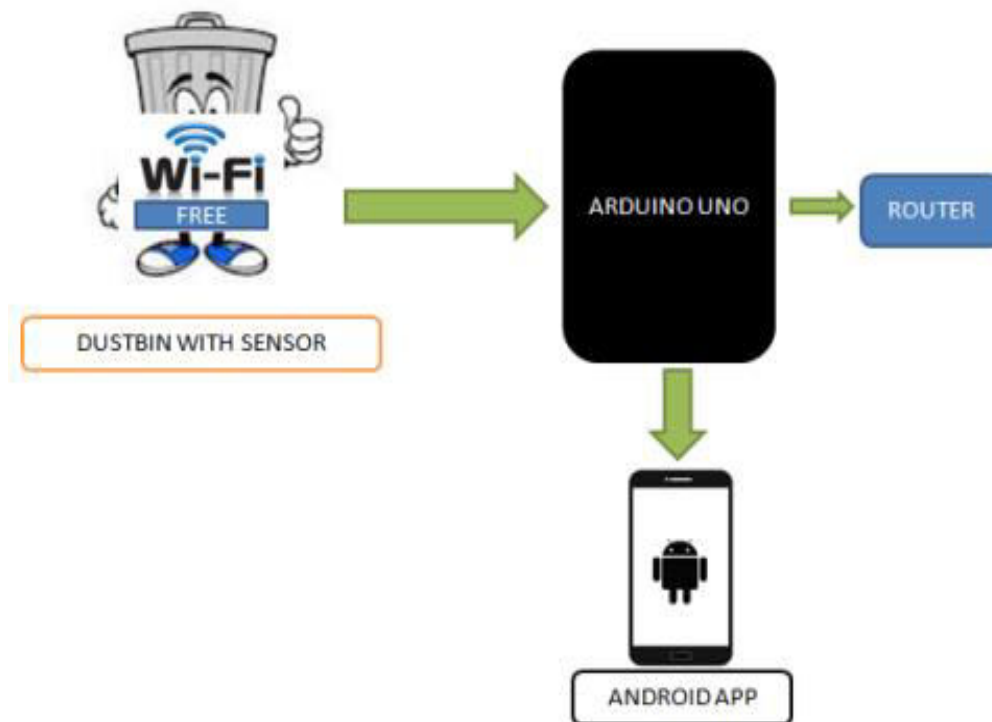 Wi-Fi
FREE
ARDUINO UNO
ROUTER
DUSTBIN WITH SENSOR
ANDROID APP